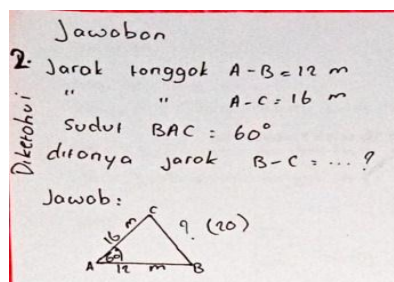 Jawaban
2. Jarak tonggak A-B = 12 m
" " A-C = 16 m
Sudut BAC = 60°
ditanya jarak B-C = ... ?
Diketahui
Jawab :
C
16 m ? (20)
60°
A 12 m B